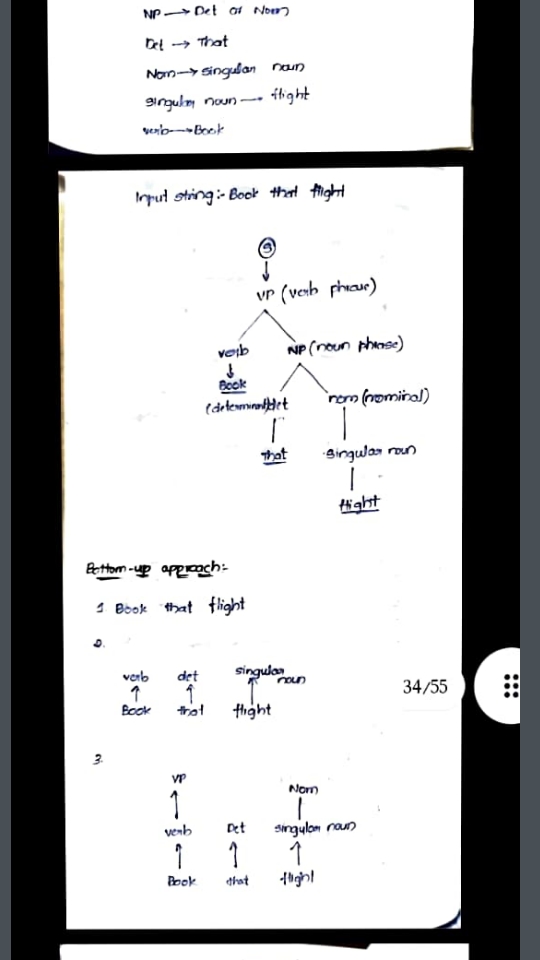 NP → Det or Nom
Det → That
Nom → singular noun
singular noun → flight
verb → Book
Input string:- Book that flight
S
VP (verb phrase)
verb NP (noun phrase)
Book
Det nom (nominal)
That singular noun
flight
Bottom-up approach:-
1 Book that flight
2.
verb det singular
noun
Book that flight
34/55
3.
VP
Nom
verb Det singular noun
Book that flight